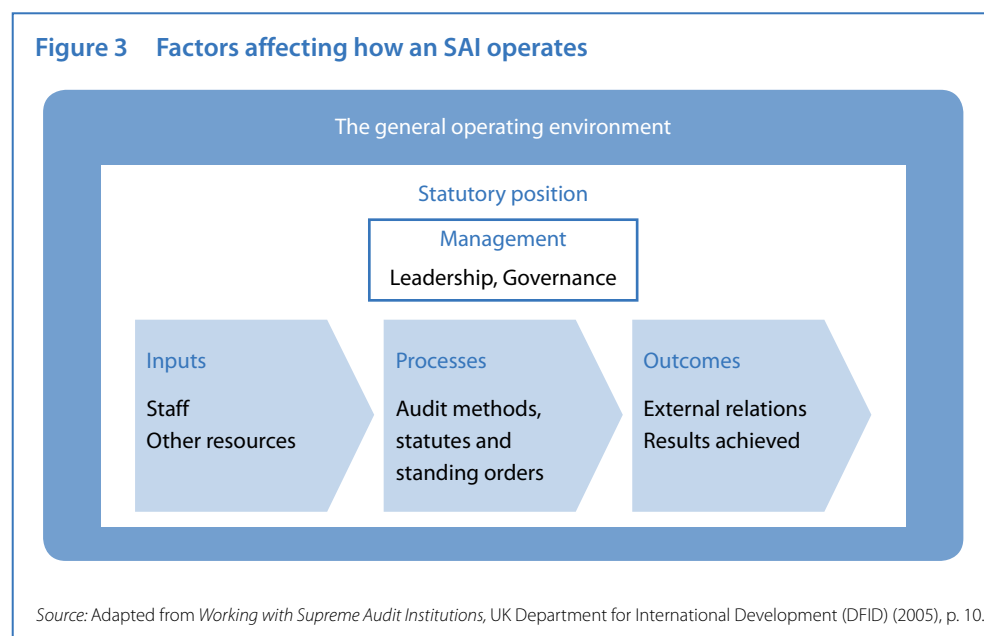 Figure 3 Factors affecting how an SAI operates
The general operating environment
Statutory position
Management
Leadership, Governance
Inputs
Staff
Other resources
Processes
Audit methods,
statutes and
standing orders
Outcomes
External relations
Results achieved
Source: Adapted from Working with Supreme Audit Institutions, UK Department for International Development (DFID) (2005), p. 10.